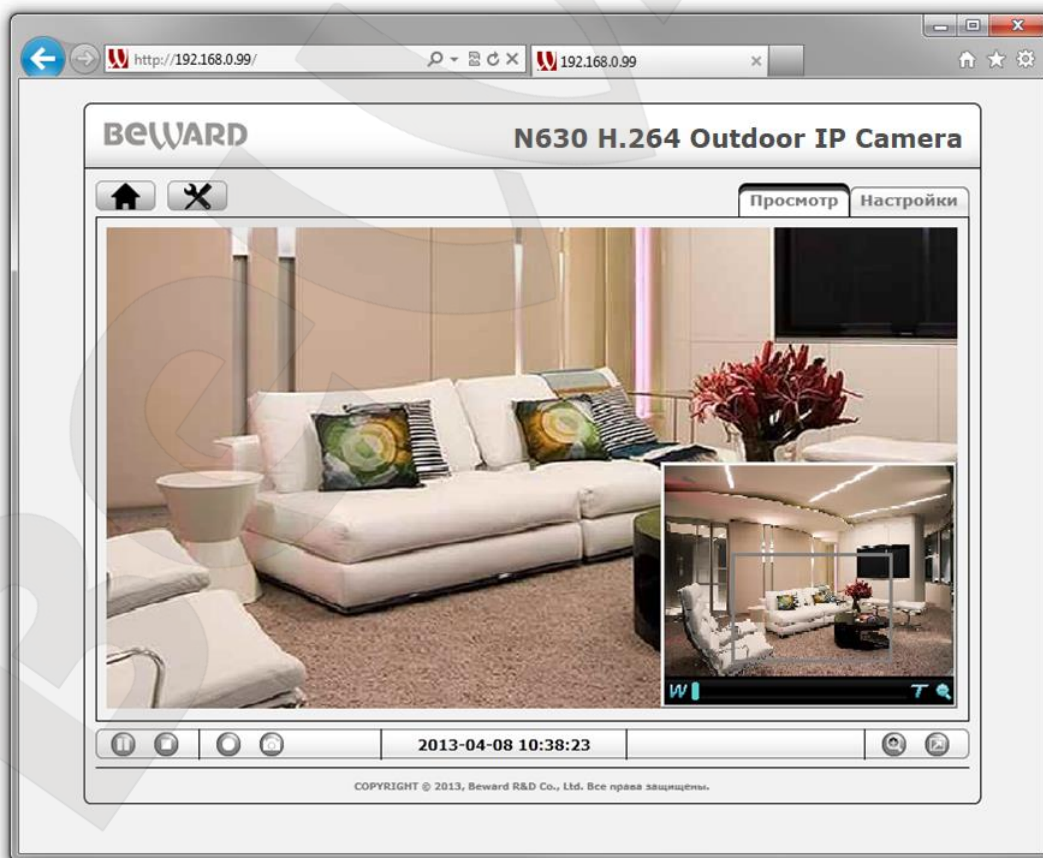 http://192.168.0.99/
192.168.0.99
BEWARD
N630 H.264 Outdoor IP Camera
Просмотр
Настройки
W
T
2013-04-08 10:38:23
COPYRIGHT © 2013, Beward R&D Co., Ltd. Все права защищены.